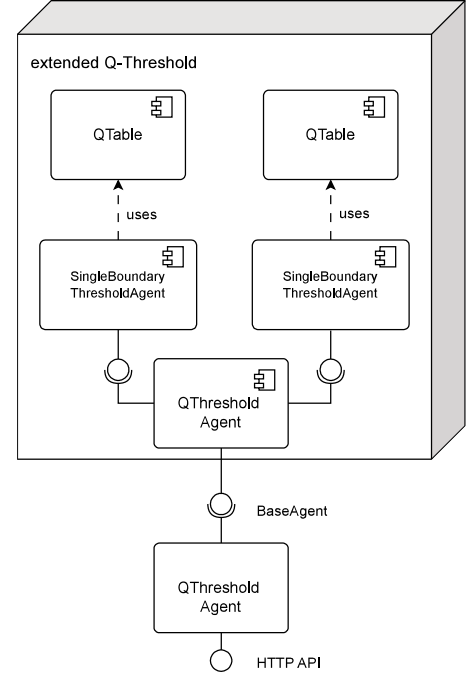 extended Q-Threshold
QTable
QTable
uses
uses
SingleBoundary
ThresholdAgent
SingleBoundary
ThresholdAgent
QThreshold
Agent
BaseAgent
QThreshold
Agent
HTTP API